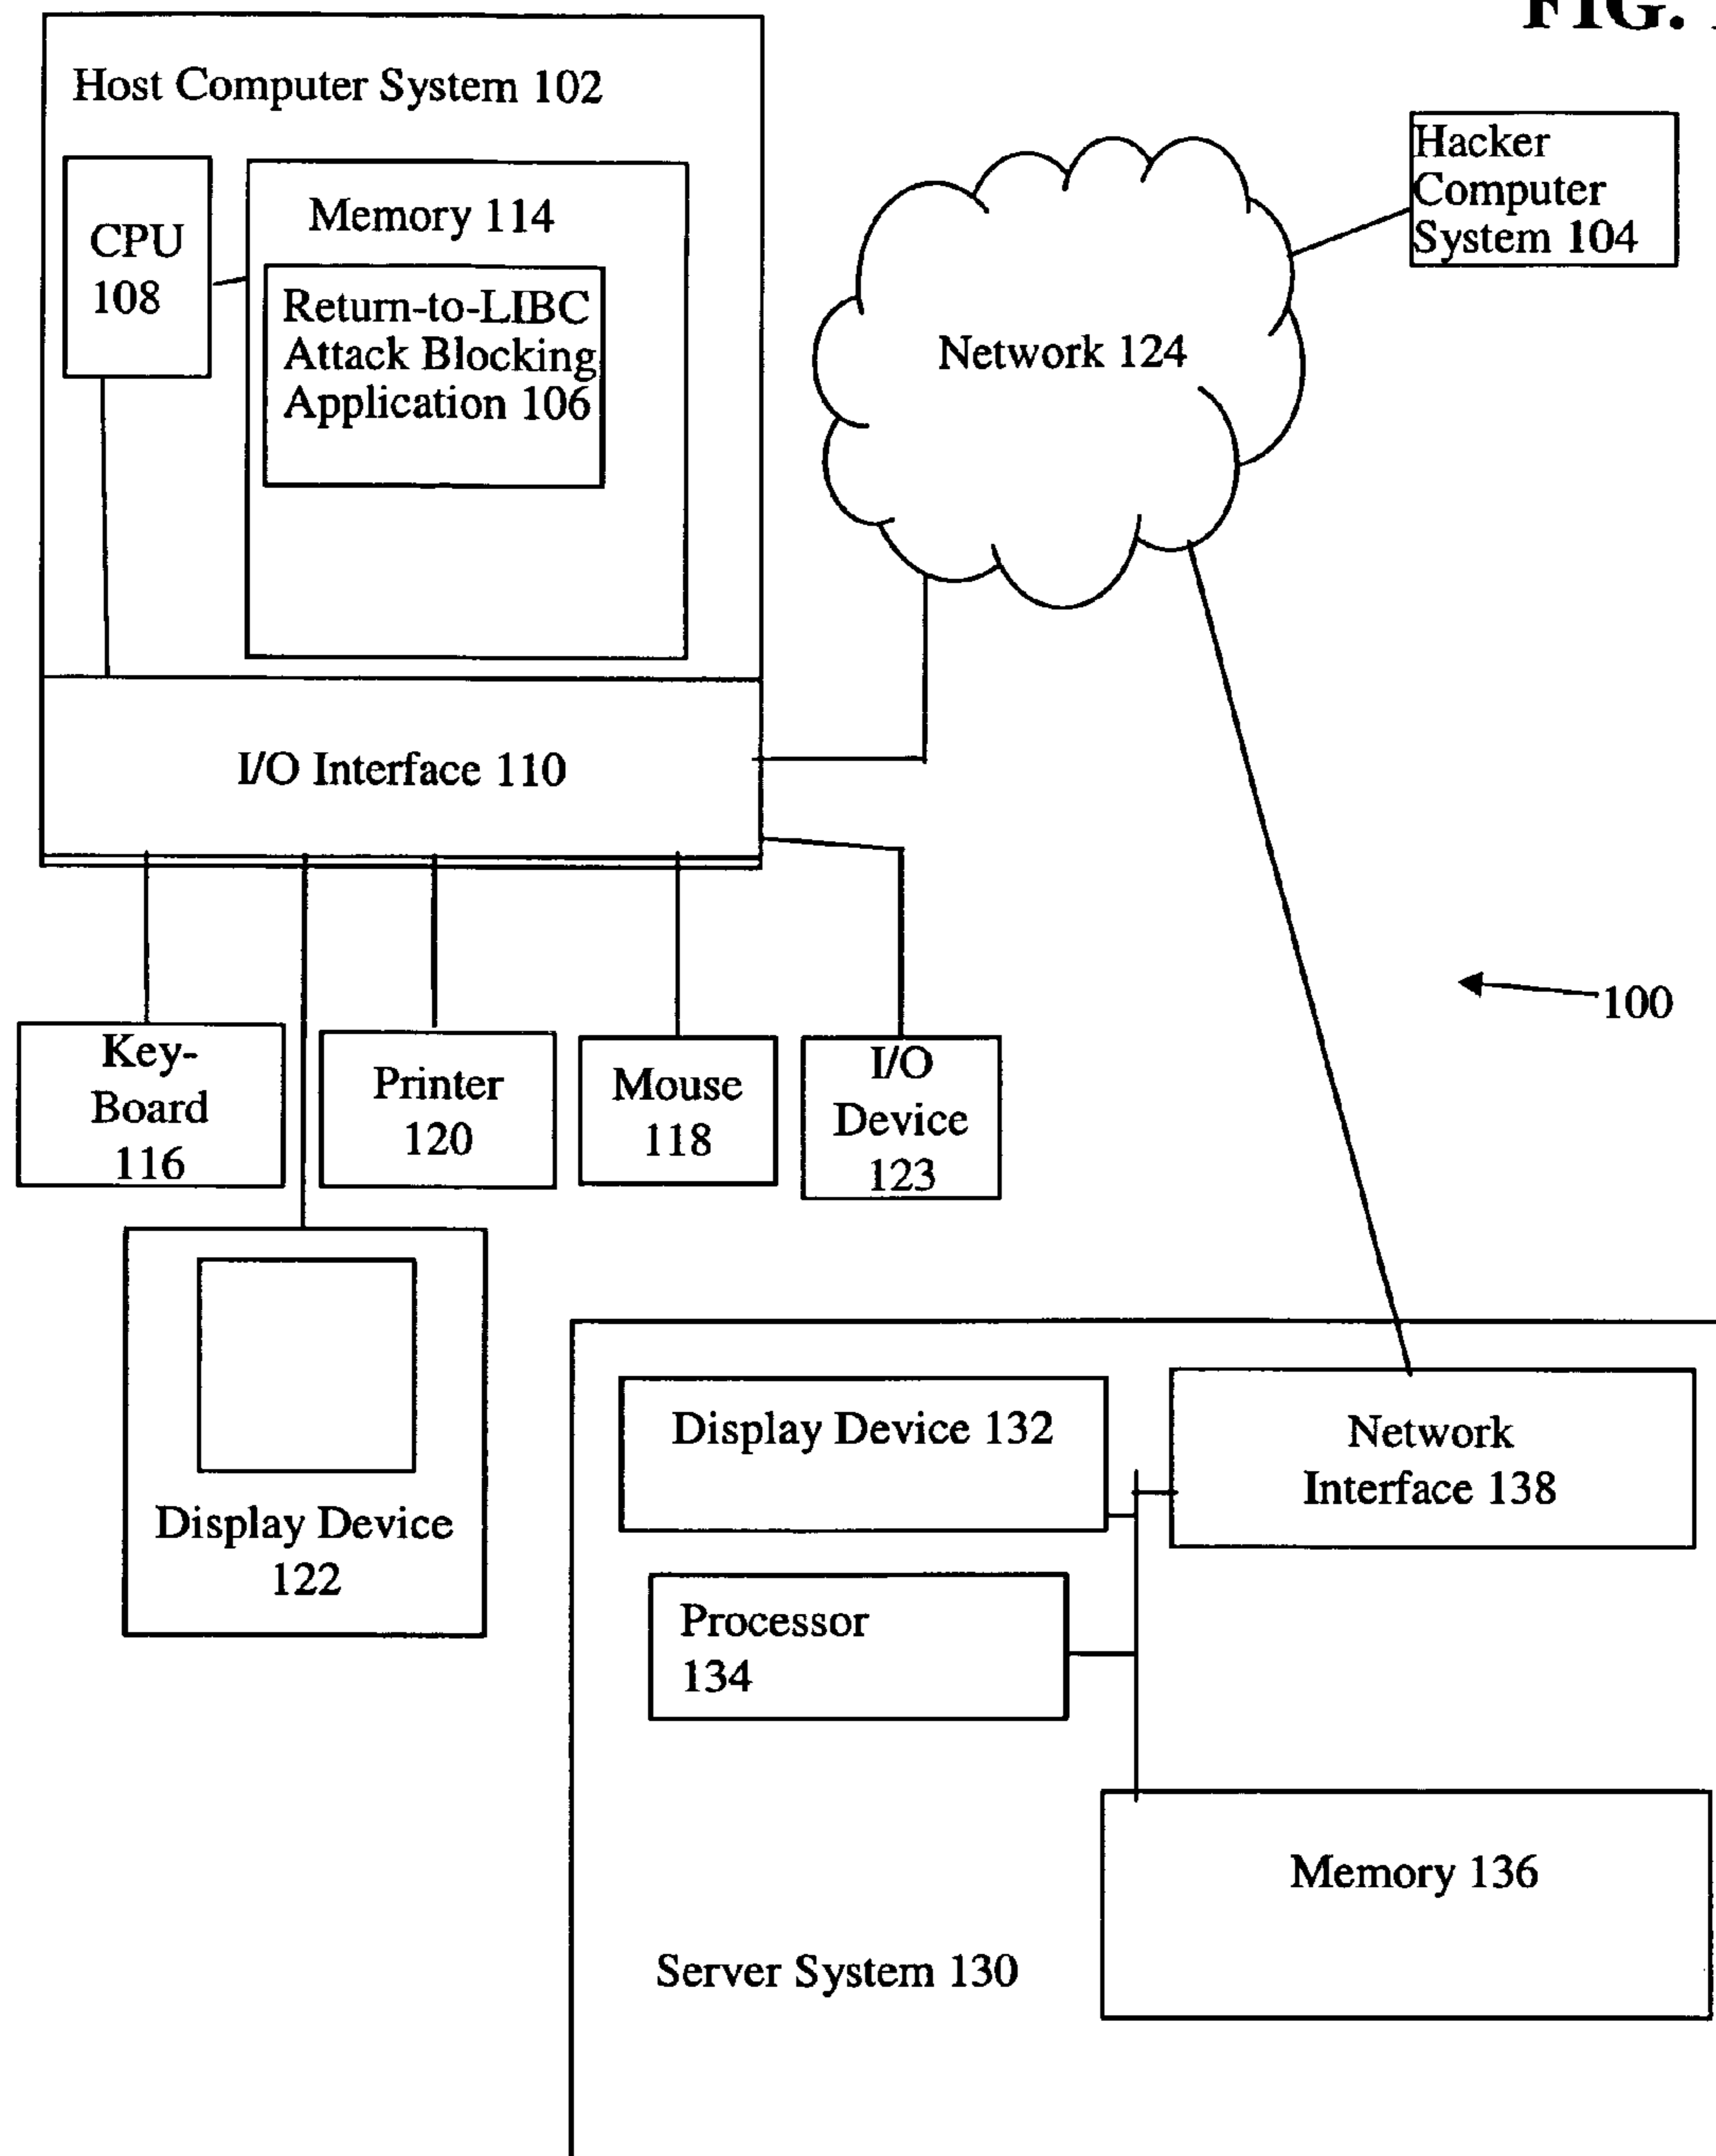 FIG.
Host Computer System 102
CPU
108
Memory 114
Return-to-LIBC
Attack Blocking
Application 106
I/O Interface 110
Network 124
Hacker
Computer
System 104
100
Key-
Board
116
Printer
120
Mouse
118
I/O
Device
123
Display Device
122
Display Device 132
Network
Interface 138
Processor
134
Memory 136
Server System 130